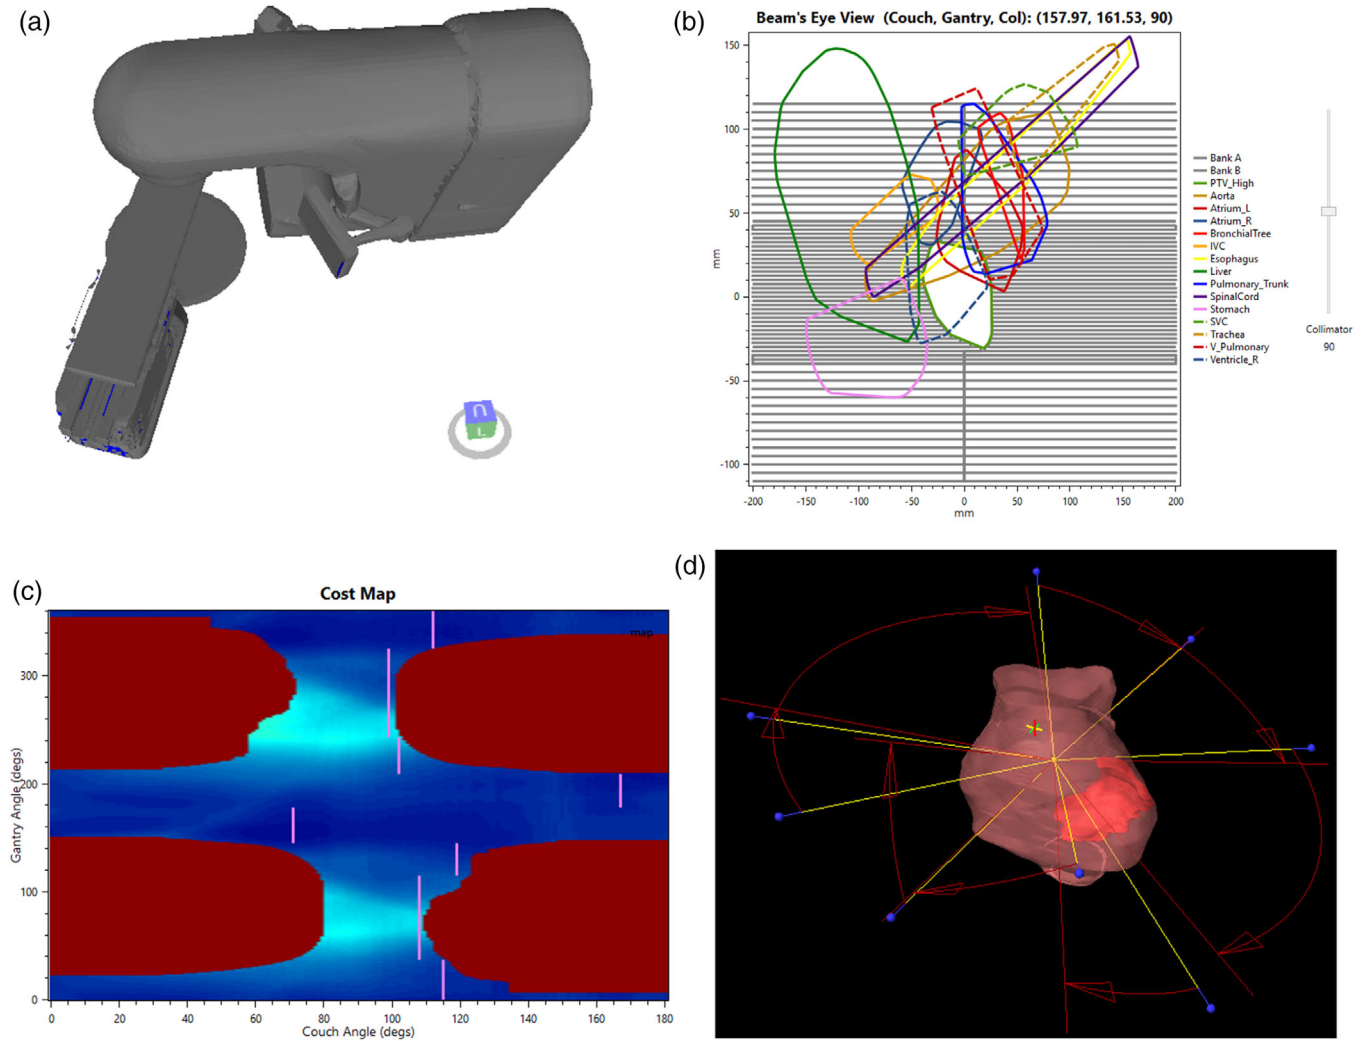 (a)
U
L
(b)
Beam's Eye View (Couch, Gantry, Col): (157.97, 161.53, 90)
150
100
50
0
-50
-100
mm
-200 -150 -100 -50 0 50 100 150 200
mm
Bank A
Bank B
PTV_High
Aorta
Atrium_L
Atrium_R
BronchialTree
IVC
Esophagus
Liver
Pulmonary_Trunk
SpinalCord
Stomach
SVC
Trachea
V_Pulmonary
Ventricle_R
Collimator
90
(c)
Cost Map
map
300
200
100
0
Gantry Angle (degs)
0 20 40 60 80 100 120 140 160 180
Couch Angle (degs)
(d)